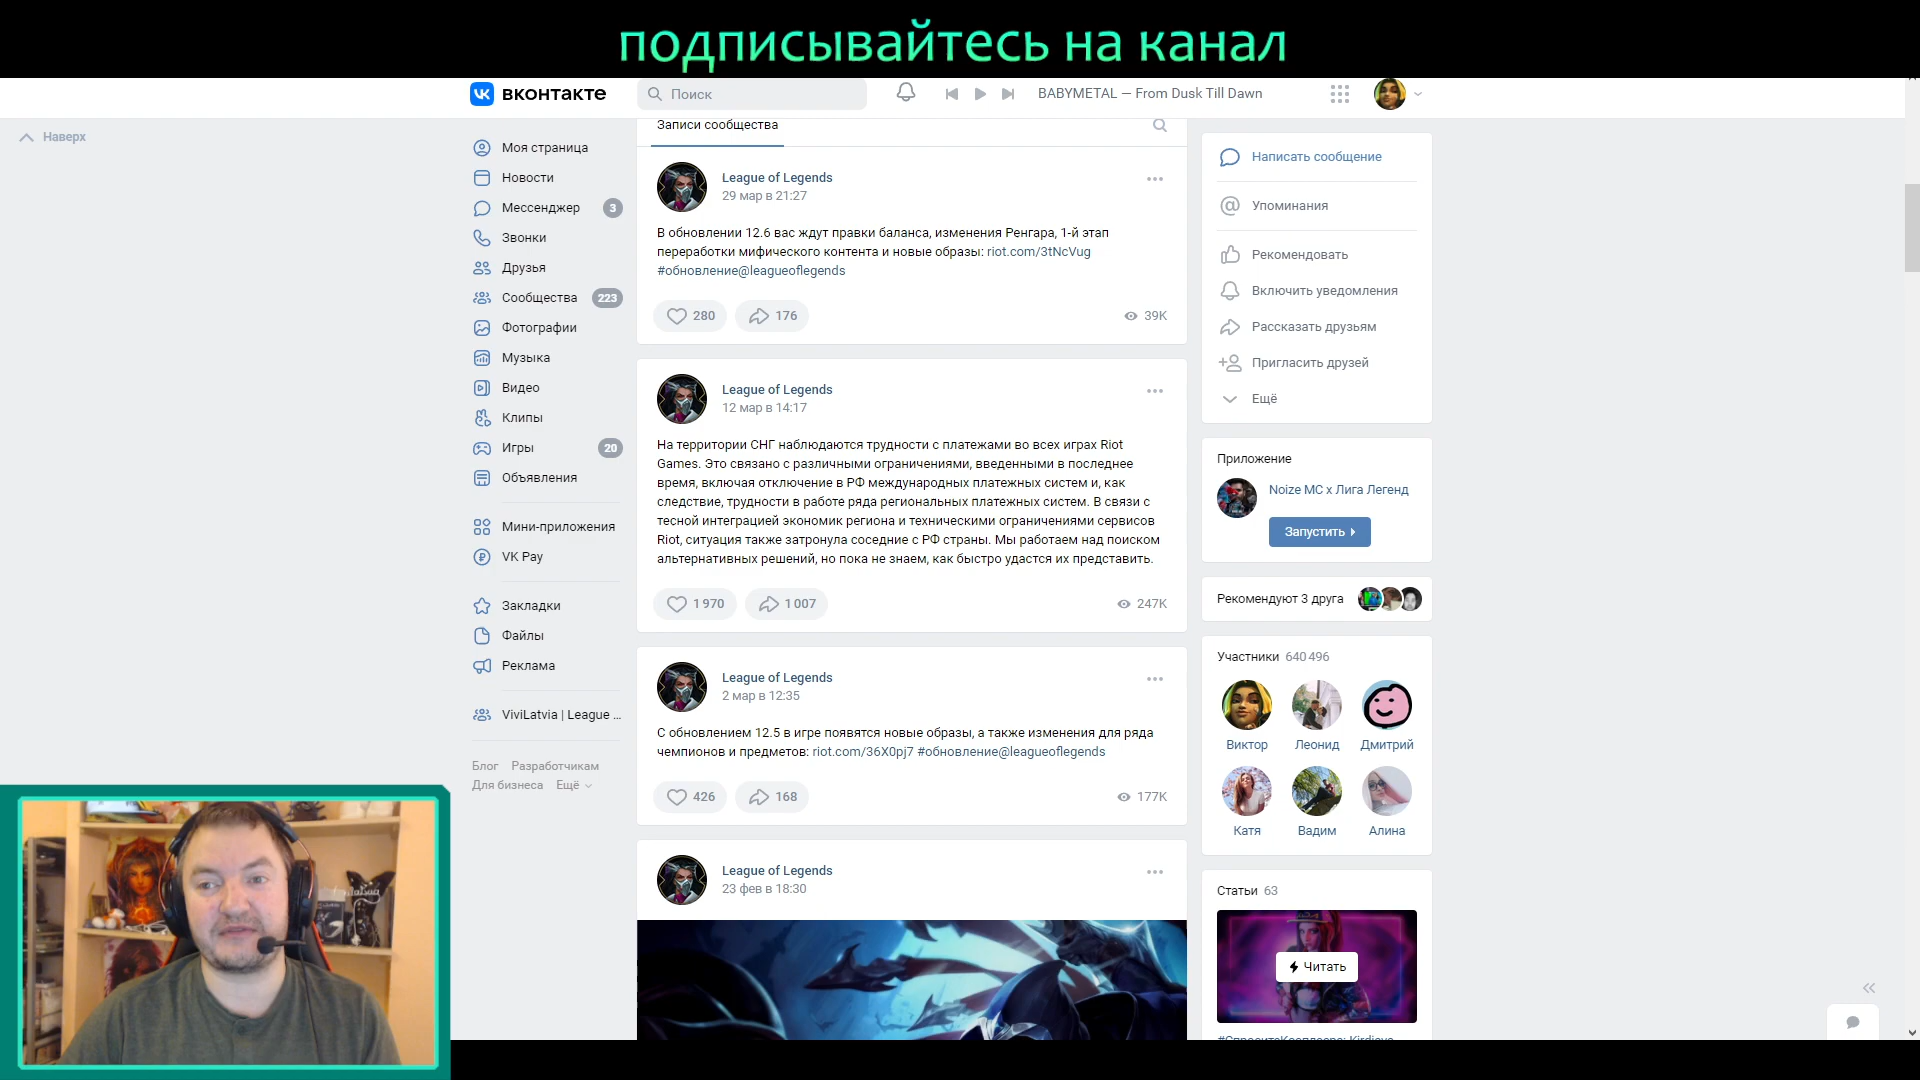 подписывайтесь на канал
вконтакте
Поиск
BABYMETAL — From Dusk Till Dawn
Наверх
Моя страница
Новости
Мессенджер 3
Звонки
Друзья
Сообщества 223
Фотографии
Музыка
Видео
Клипы
Игры 20
Объявления
Мини-приложения
VK Pay
Закладки
Файлы
Реклама
ViviLatvia | League ...
Блог Разработчикам
Для бизнеса Ещё
Записи сообщества
League of Legends
29 мар в 21:27
В обновлении 12.6 вас ждут правки баланса, изменения Ренгара, 1-й этап
переработки мифического контента и новые образы: riot.com/3tNcVug
#обновление@leagueoflegends
280 176 39K
League of Legends
12 мар в 14:17
На территории СНГ наблюдаются трудности с платежами во всех играх Riot
Games. Это связано с различными ограничениями, введенными в последнее
время, включая отключение в РФ международных платежных систем и, как
следствие, трудности в работе ряда региональных платежных систем. В связи с
тесной интеграцией экономик региона и техническими ограничениями сервисов
Riot, ситуация также затронула соседние с РФ страны. Мы работаем над поиском
альтернативных решений, но пока не знаем, как быстро удастся их представить.
1 970 1 007 247K
League of Legends
2 мар в 12:35
С обновлением 12.5 в игре появятся новые образы, а также изменения для ряда
чемпионов и предметов: riot.com/36X0pj7 #обновление@leagueoflegends
426 168 177K
League of Legends
23 фев в 18:30
Написать сообщение
Упоминания
Рекомендовать
Включить уведомления
Рассказать друзьям
Пригласить друзей
Ещё
Приложение
Noize MC x Лига Легенд
Запустить
Рекомендуют 3 друга
Участники 640 496
Виктор Леонид Дмитрий
Катя Вадим Алина
Статьи 63
Читать